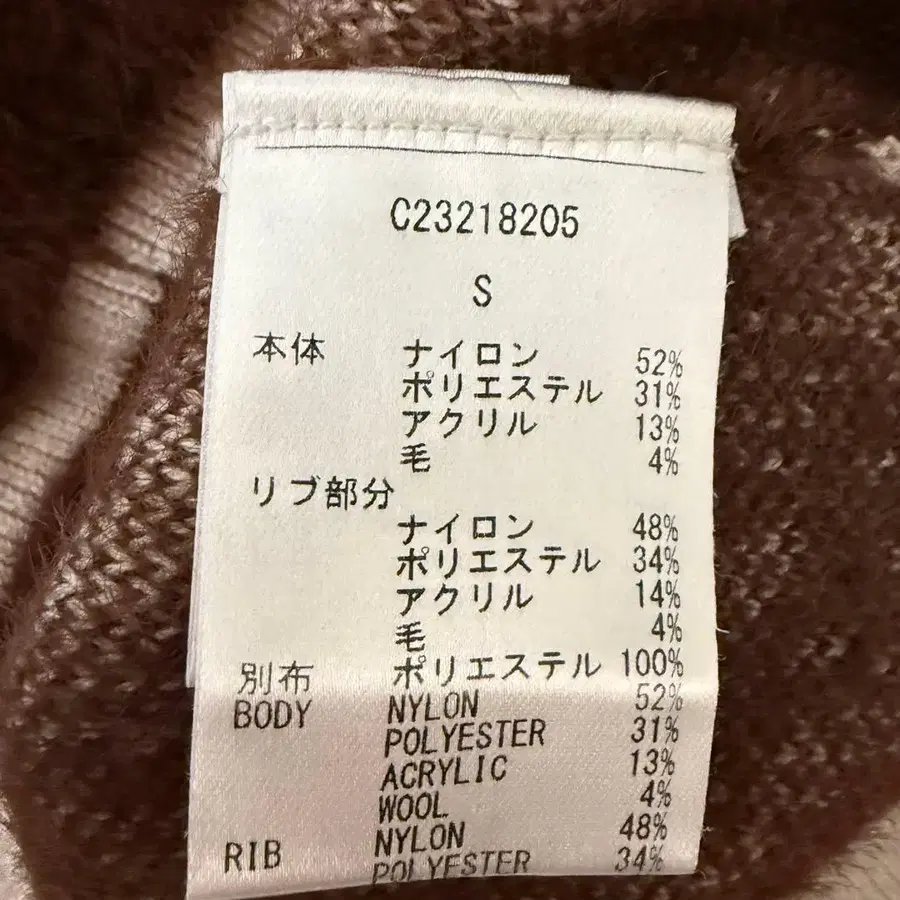 C23218205
S
本体 ナイロン 52%
ポリエステル 31%
アクリル 13%
毛 4%
リブ部分
ナイロン 48%
ポリエステル 34%
アクリル 14%
毛 4%
別布 ポリエステル 100%
BODY NYLON 52%
POLYESTER 31%
ACRYLIC 13%
WOOL 4%
RIB NYLON 48%
POLYESTER 34%